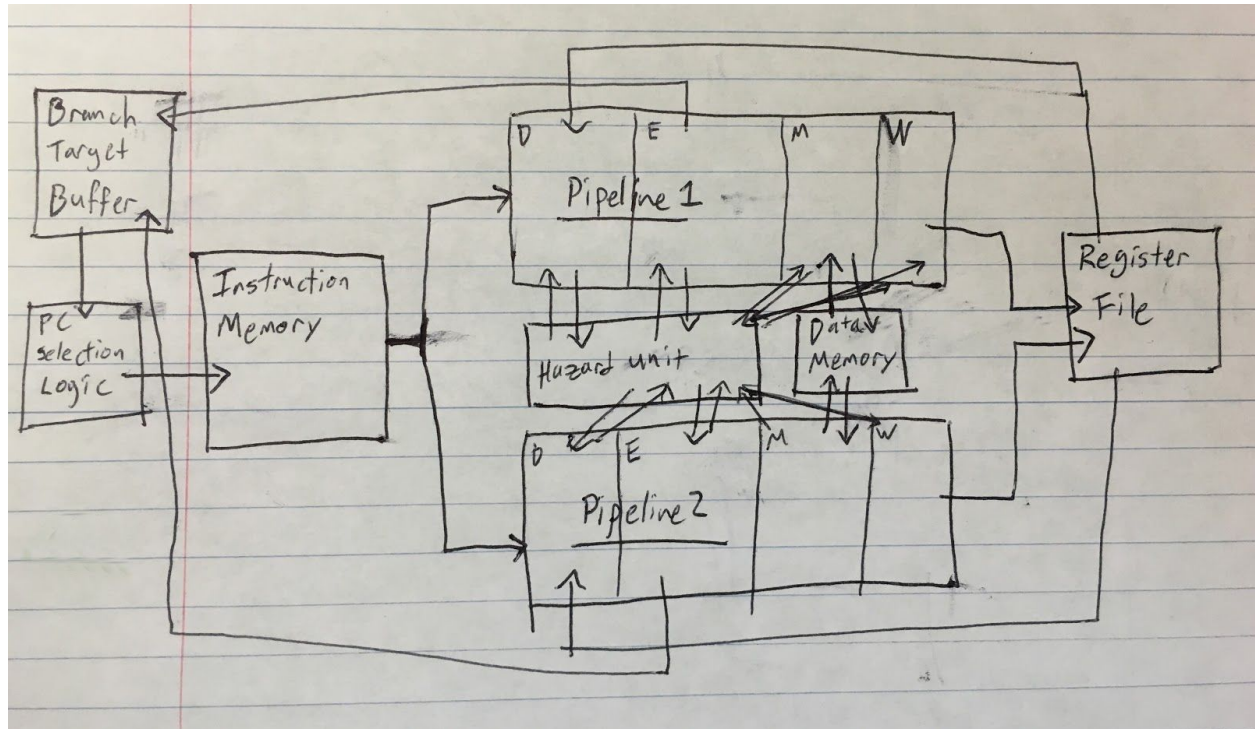 Branch
Target
Buffer
PC
Selection
Logic
Instruction
Memory
D E M W
Pipeline 1
Hazard unit
Data
Memory
D E M W
Pipeline 2
Register
File